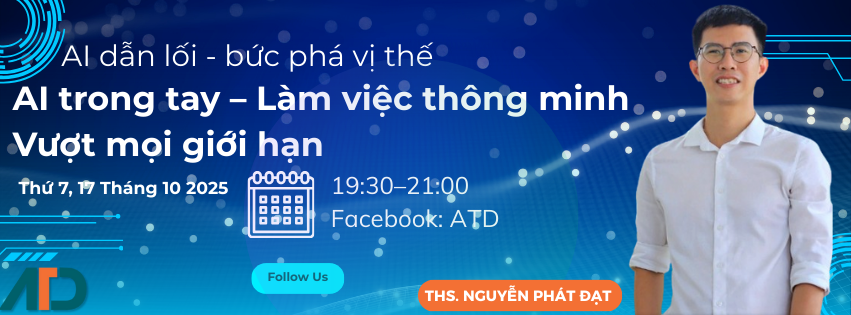 AI dẫn lối - bức phá vị thế
AI trong tay – Làm việc thông minh
Vượt mọi giới hạn
Thứ 7, 17 Tháng 10 2025
19:30–21:00
Facebook: ATD
Follow Us
ATD
THS. NGUYỄN PHÁT ĐẠT